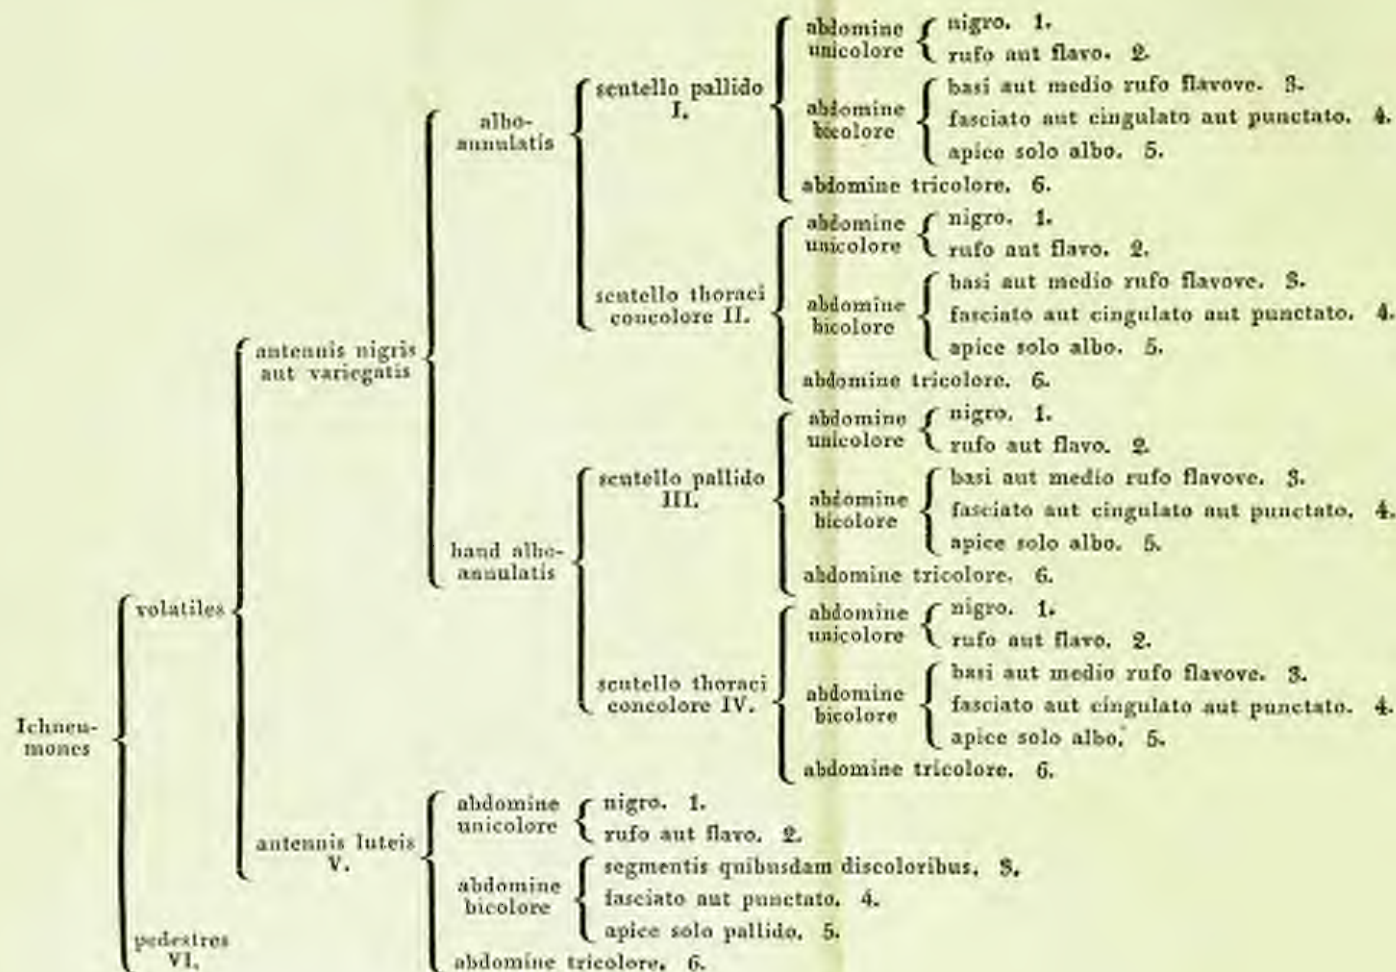 Ichneu-
mones
volatiles
antennis nigris
aut variegatis
albo-
annulatis
scutello pallido
I.
abdomine
unicolore
nigro. 1.
rufo aut flavo. 2.
abdomine
bicolore
basi aut medio rufo flavove. 3.
fasciato aut cingulato aut punctato. 4.
apice solo albo. 5.
abdomine tricolore. 6.
scutello thoraci
concolore II.
abdomine
unicolore
nigro. 1.
rufo aut flavo. 2.
abdomine
bicolore
basi aut medio rufo flavove. 3.
fasciato aut cingulato aut punctato. 4.
apice solo albo. 5.
abdomine tricolore. 6.
haud albo-
annulatis
scutello pallido
III.
abdomine
unicolore
nigro. 1.
rufo aut flavo. 2.
abdomine
bicolore
basi aut medio rufo flavove. 3.
fasciato aut cingulato aut punctato. 4.
apice solo albo. 5.
abdomine tricolore. 6.
scutello thoraci
concolore IV.
abdomine
unicolore
nigro. 1.
rufo aut flavo. 2.
abdomine
bicolore
basi aut medio rufo flavove. 3.
fasciato aut cingulato aut punctato. 4.
apice solo albo. 5.
abdomine tricolore. 6.
antennis luteis
V.
abdomine
unicolore
nigro. 1.
rufo aut flavo. 2.
abdomine
bicolore
segmentis quibusdam discoloribus. 3.
fasciato aut punctato. 4.
apice solo pallido. 5.
abdomine tricolore. 6.
pedestres
VI.